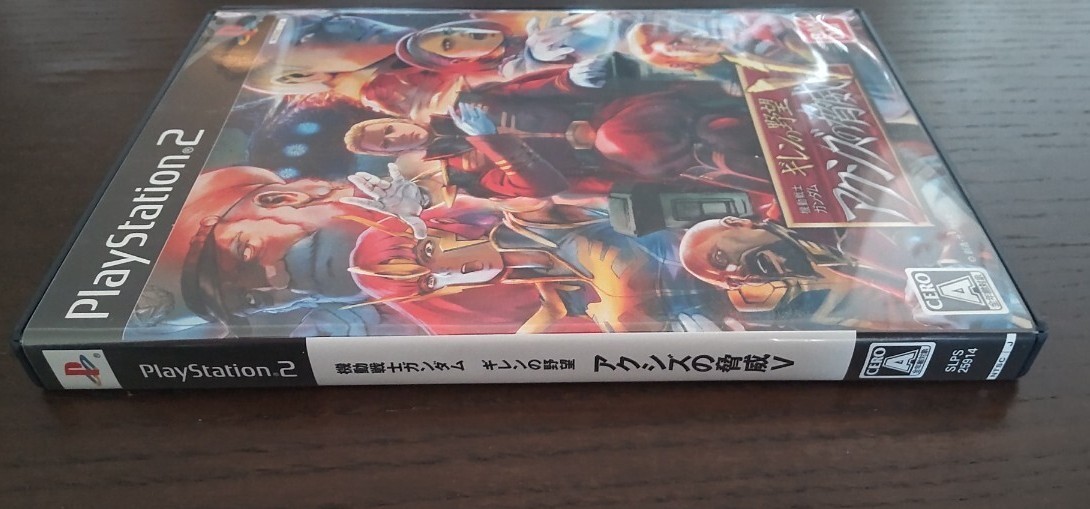 PlayStation®2
機動戦士
ガンダム
ギレンの野望
アクシズの脅威V
CERO
A
PlayStation®2
機動戦士ガンダム ギレンの野望 アクシズの脅威V
CERO
A
SLPS
25914
NTSC J